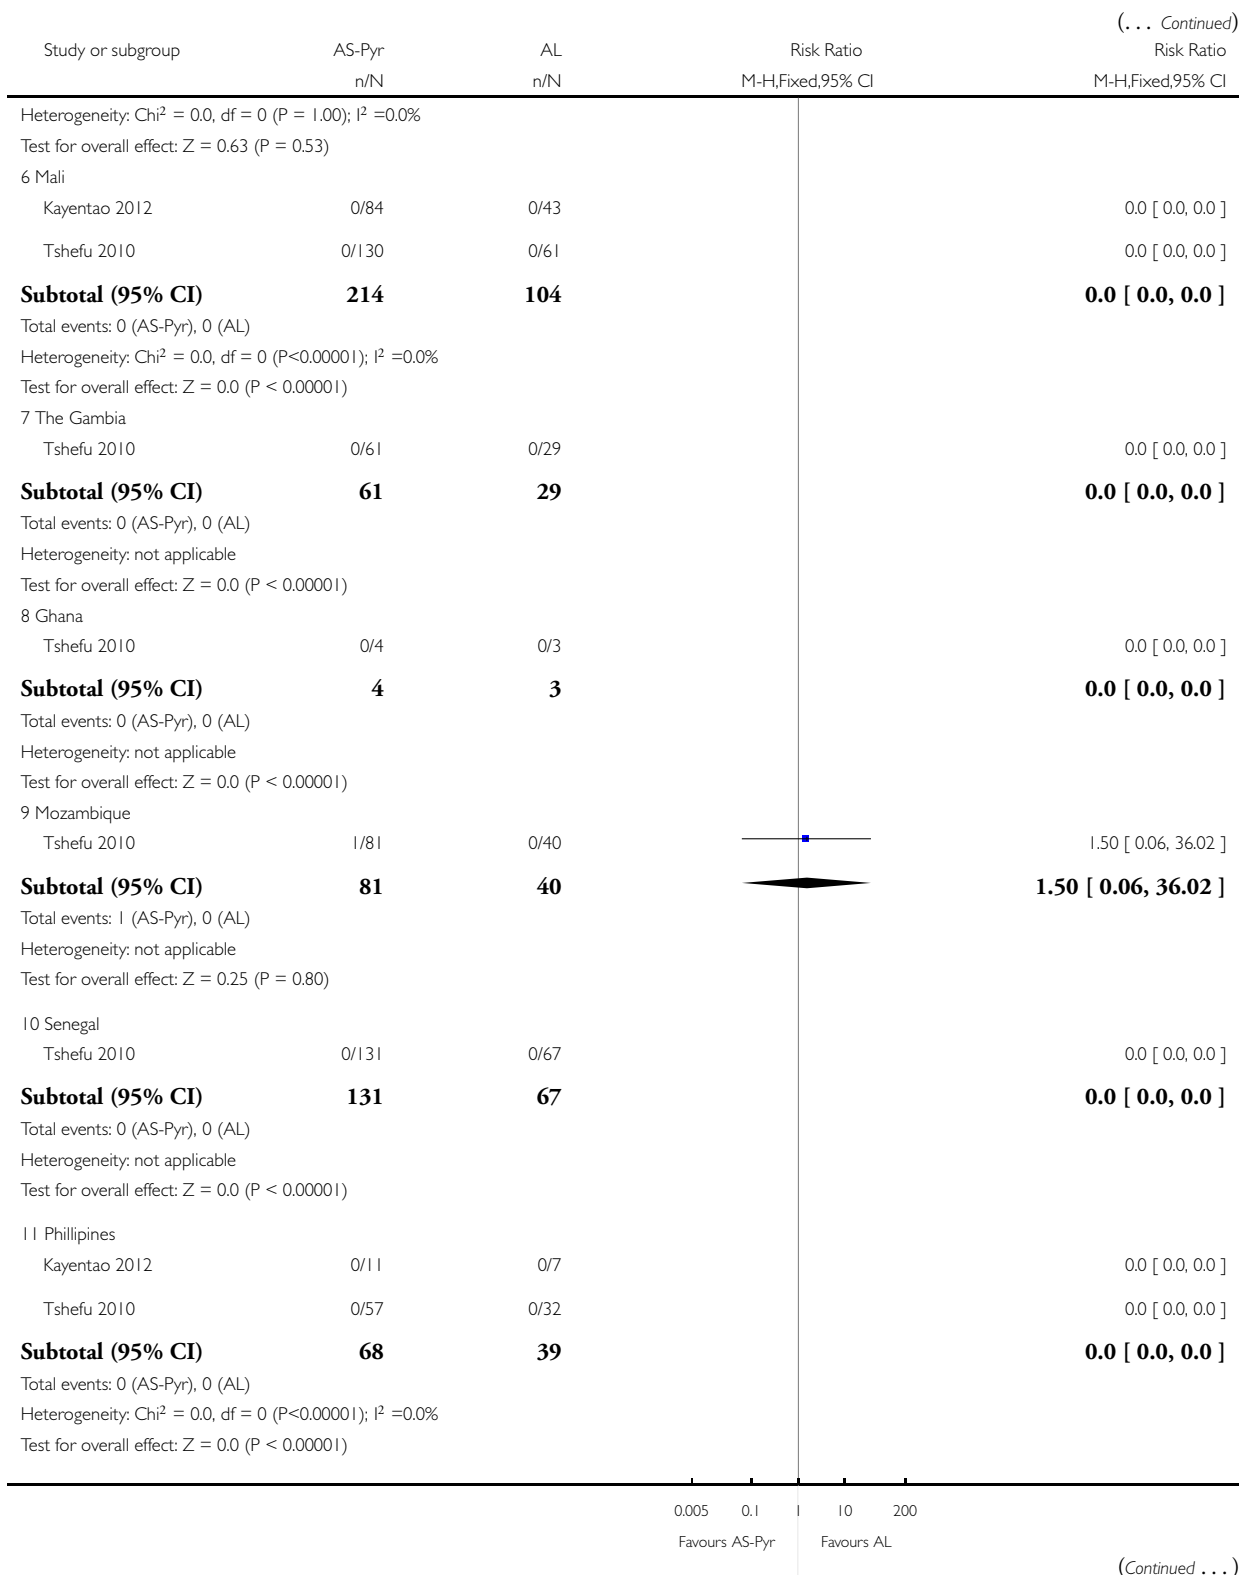 (... Continued)
Study or subgroup AS-Pyr AL Risk Ratio Risk Ratio
n/N n/N M-H,Fixed,95% CI M-H,Fixed,95% CI
Heterogeneity: Chi² = 0.0, df = 0 (P = 1.00); I² =0.0%
Test for overall effect: Z = 0.63 (P = 0.53)
6 Mali
Kayentao 2012 0/84 0/43 0.0 [ 0.0, 0.0 ]
Tshefu 2010 0/130 0/61 0.0 [ 0.0, 0.0 ]
Subtotal (95% CI) 214 104 0.0 [ 0.0, 0.0 ]
Total events: 0 (AS-Pyr), 0 (AL)
Heterogeneity: Chi² = 0.0, df = 0 (P<0.00001); I² =0.0%
Test for overall effect: Z = 0.0 (P < 0.00001)
7 The Gambia
Tshefu 2010 0/61 0/29 0.0 [ 0.0, 0.0 ]
Subtotal (95% CI) 61 29 0.0 [ 0.0, 0.0 ]
Total events: 0 (AS-Pyr), 0 (AL)
Heterogeneity: not applicable
Test for overall effect: Z = 0.0 (P < 0.00001)
8 Ghana
Tshefu 2010 0/4 0/3 0.0 [ 0.0, 0.0 ]
Subtotal (95% CI) 4 3 0.0 [ 0.0, 0.0 ]
Total events: 0 (AS-Pyr), 0 (AL)
Heterogeneity: not applicable
Test for overall effect: Z = 0.0 (P < 0.00001)
9 Mozambique
Tshefu 2010 1/81 0/40 1.50 [ 0.06, 36.02 ]
Subtotal (95% CI) 81 40 1.50 [ 0.06, 36.02 ]
Total events: 1 (AS-Pyr), 0 (AL)
Heterogeneity: not applicable
Test for overall effect: Z = 0.25 (P = 0.80)
10 Senegal
Tshefu 2010 0/131 0/67 0.0 [ 0.0, 0.0 ]
Subtotal (95% CI) 131 67 0.0 [ 0.0, 0.0 ]
Total events: 0 (AS-Pyr), 0 (AL)
Heterogeneity: not applicable
Test for overall effect: Z = 0.0 (P < 0.00001)
11 Phillipines
Kayentao 2012 0/11 0/7 0.0 [ 0.0, 0.0 ]
Tshefu 2010 0/57 0/32 0.0 [ 0.0, 0.0 ]
Subtotal (95% CI) 68 39 0.0 [ 0.0, 0.0 ]
Total events: 0 (AS-Pyr), 0 (AL)
Heterogeneity: Chi² = 0.0, df = 0 (P<0.00001); I² =0.0%
Test for overall effect: Z = 0.0 (P < 0.00001)
0.005 0.1 1 10 200
Favours AS-Pyr Favours AL
(Continued ...)